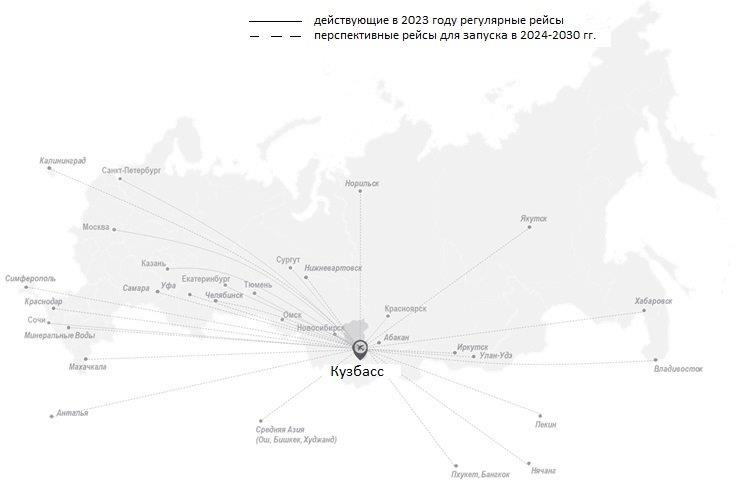 действующие в 2023 году регулярные рейсы
перспективные рейсы для запуска в 2024-2030 гг.
Калининград
Санкт-Петербург
Норильск
Якутск
Москва
Казань
Сургут
Нижневартовск
Симферополь
Самара
Уфа
Екатеринбург
Тюмень
Челябинск
Краснодар
Хабаровск
Сочи
Омск
Красноярск
Минеральные Воды
Новосибирск
Абакан
Иркутск
Улан-Удэ
Махачкала
Владивосток
Кузбасс
Анталья
Средняя Азия
(Ош, Бишкек, Худжанд)
Пекин
Пхукет, Бангкок
Нячанг